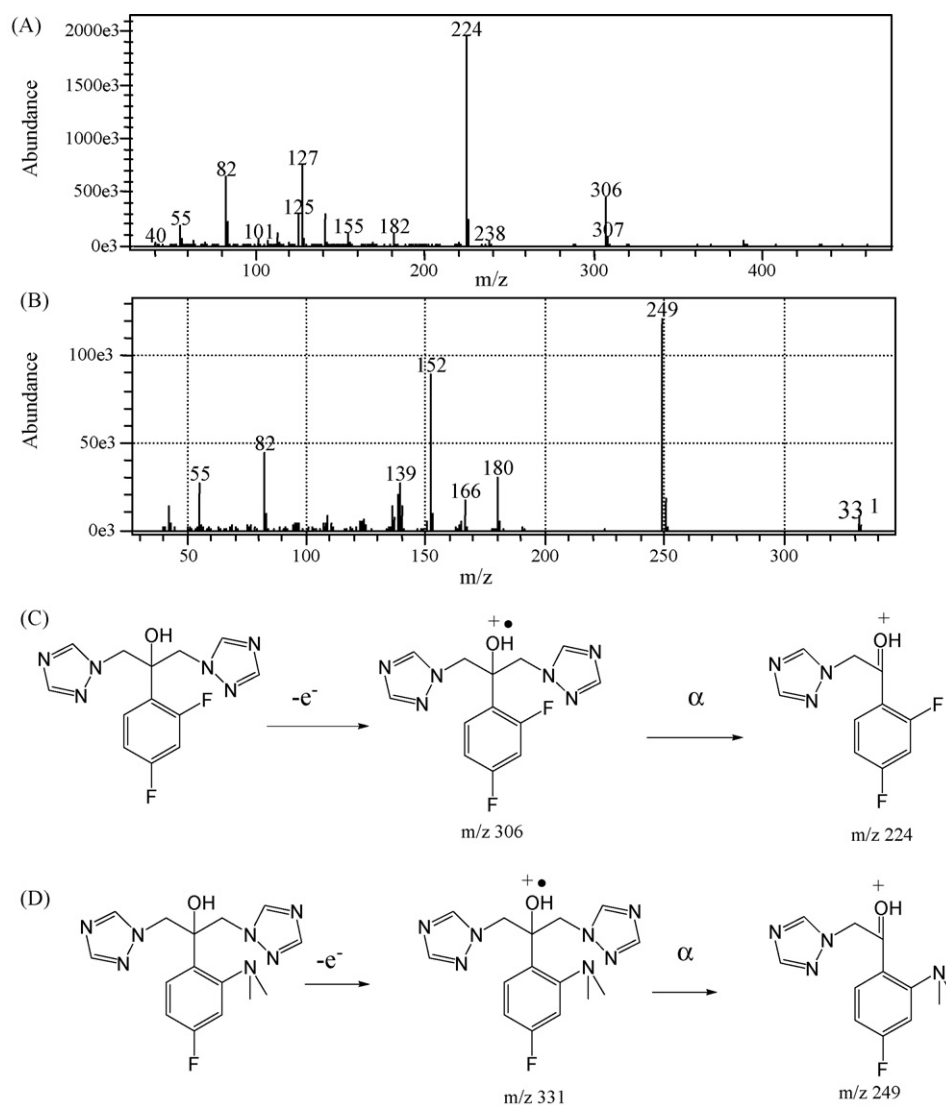 (A)
Abundance
2000e3
1500e3
1000e3
500e3
0e3
40
55
82
101
125
127
155
182
224
238
306
307
100
200
300
400
m/z
(B)
Abundance
100e3
50e3
0e3
55
82
139
152
166
180
249
33 1
50
100
150
200
250
300
m/z
(C)
OH
N
N
N
N
N
N
F
F
-e-
+ •
OH
N
N
N
N
N
N
F
F
m/z 306
α
+
OH
N
N
N
F
F
m/z 224
(D)
OH
N
N
N
N
N
N
N
F
-e-
+ •
OH
N
N
N
N
N
N
N
F
m/z 331
α
+
OH
N
N
N
N
F
m/z 249